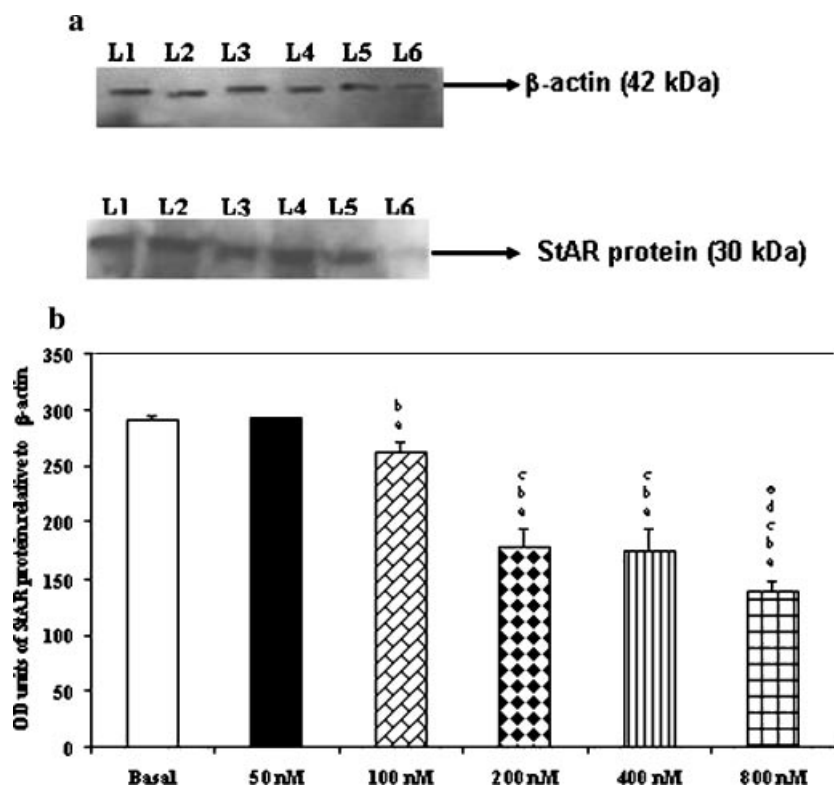 a
L1 L2 L3 L4 L5 L6
β-actin (42 kDa)
L1 L2 L3 L4 L5 L6
StAR protein (30 kDa)
b
OD units of StAR protein relative to β-actin
350
300
250
200
150
100
50
0
b
a
c
b
a
c
b
a
e
d
c
b
a
Basal 50 nM 100 nM 200 nM 400 nM 800 nM